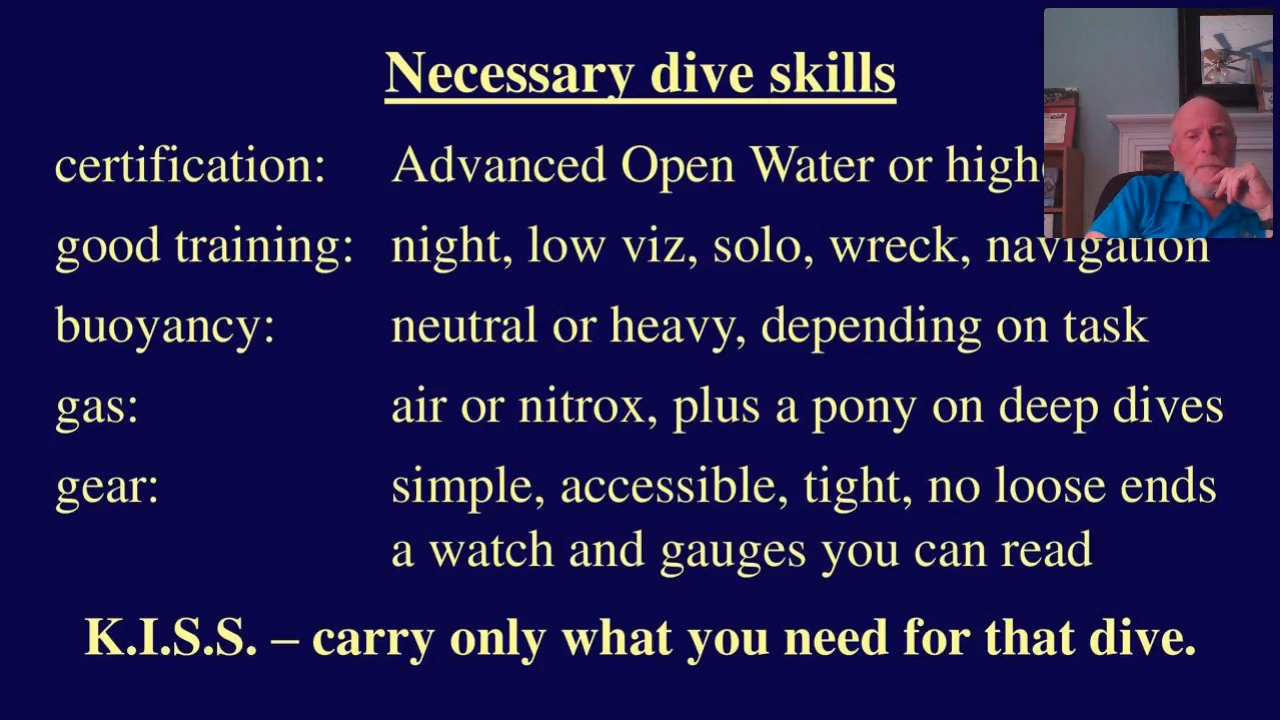 Necessary dive skills
certification: Advanced Open Water or
good training: night, low viz, solo, wreck, navigation
buoyancy: neutral or heavy, depending on task
gas: air or nitrox, plus a pony on deep dives
gear: simple, accessible, tight, no loose ends
a watch and gauges you can read
K.I.S.S. – carry only what you need for that dive.